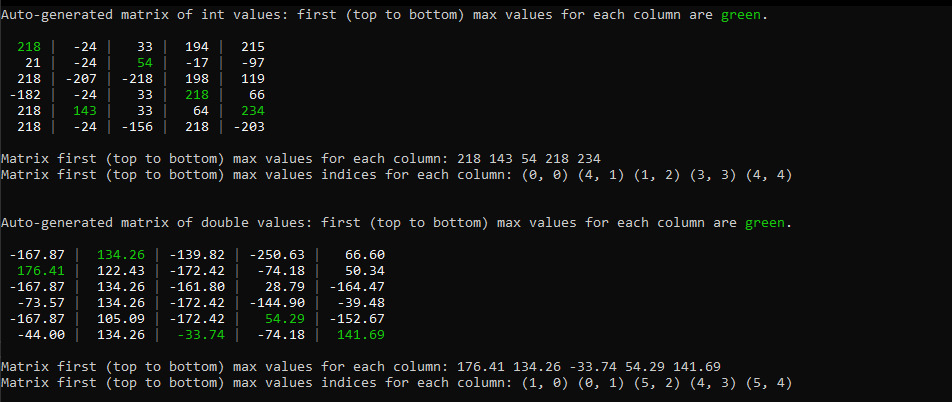 Auto-generated matrix of int values: first (top to bottom) max values for each column are green.
218 | -24 | 33 | 194 | 215
21 | -24 | 54 | -17 | -97
218 | -207 | -218 | 198 | 119
-182 | -24 | 33 | 218 | 66
218 | 143 | 33 | 64 | 234
218 | -24 | -156 | 218 | -203
Matrix first (top to bottom) max values for each column: 218 143 54 218 234
Matrix first (top to bottom) max values indices for each column: (0, 0) (4, 1) (1, 2) (3, 3) (4, 4)
Auto-generated matrix of double values: first (top to bottom) max values for each column are green.
-167.87 | 134.26 | -139.82 | -250.63 | 66.60
176.41 | 122.43 | -172.42 | -74.18 | 50.34
-167.87 | 134.26 | -161.80 | 28.79 | -164.47
-73.57 | 134.26 | -172.42 | -144.90 | -39.48
-167.87 | 105.09 | -172.42 | 54.29 | -152.67
-44.00 | 134.26 | -33.74 | -74.18 | 141.69
Matrix first (top to bottom) max values for each column: 176.41 134.26 -33.74 54.29 141.69
Matrix first (top to bottom) max values indices for each column: (1, 0) (0, 1) (5, 2) (4, 3) (5, 4)